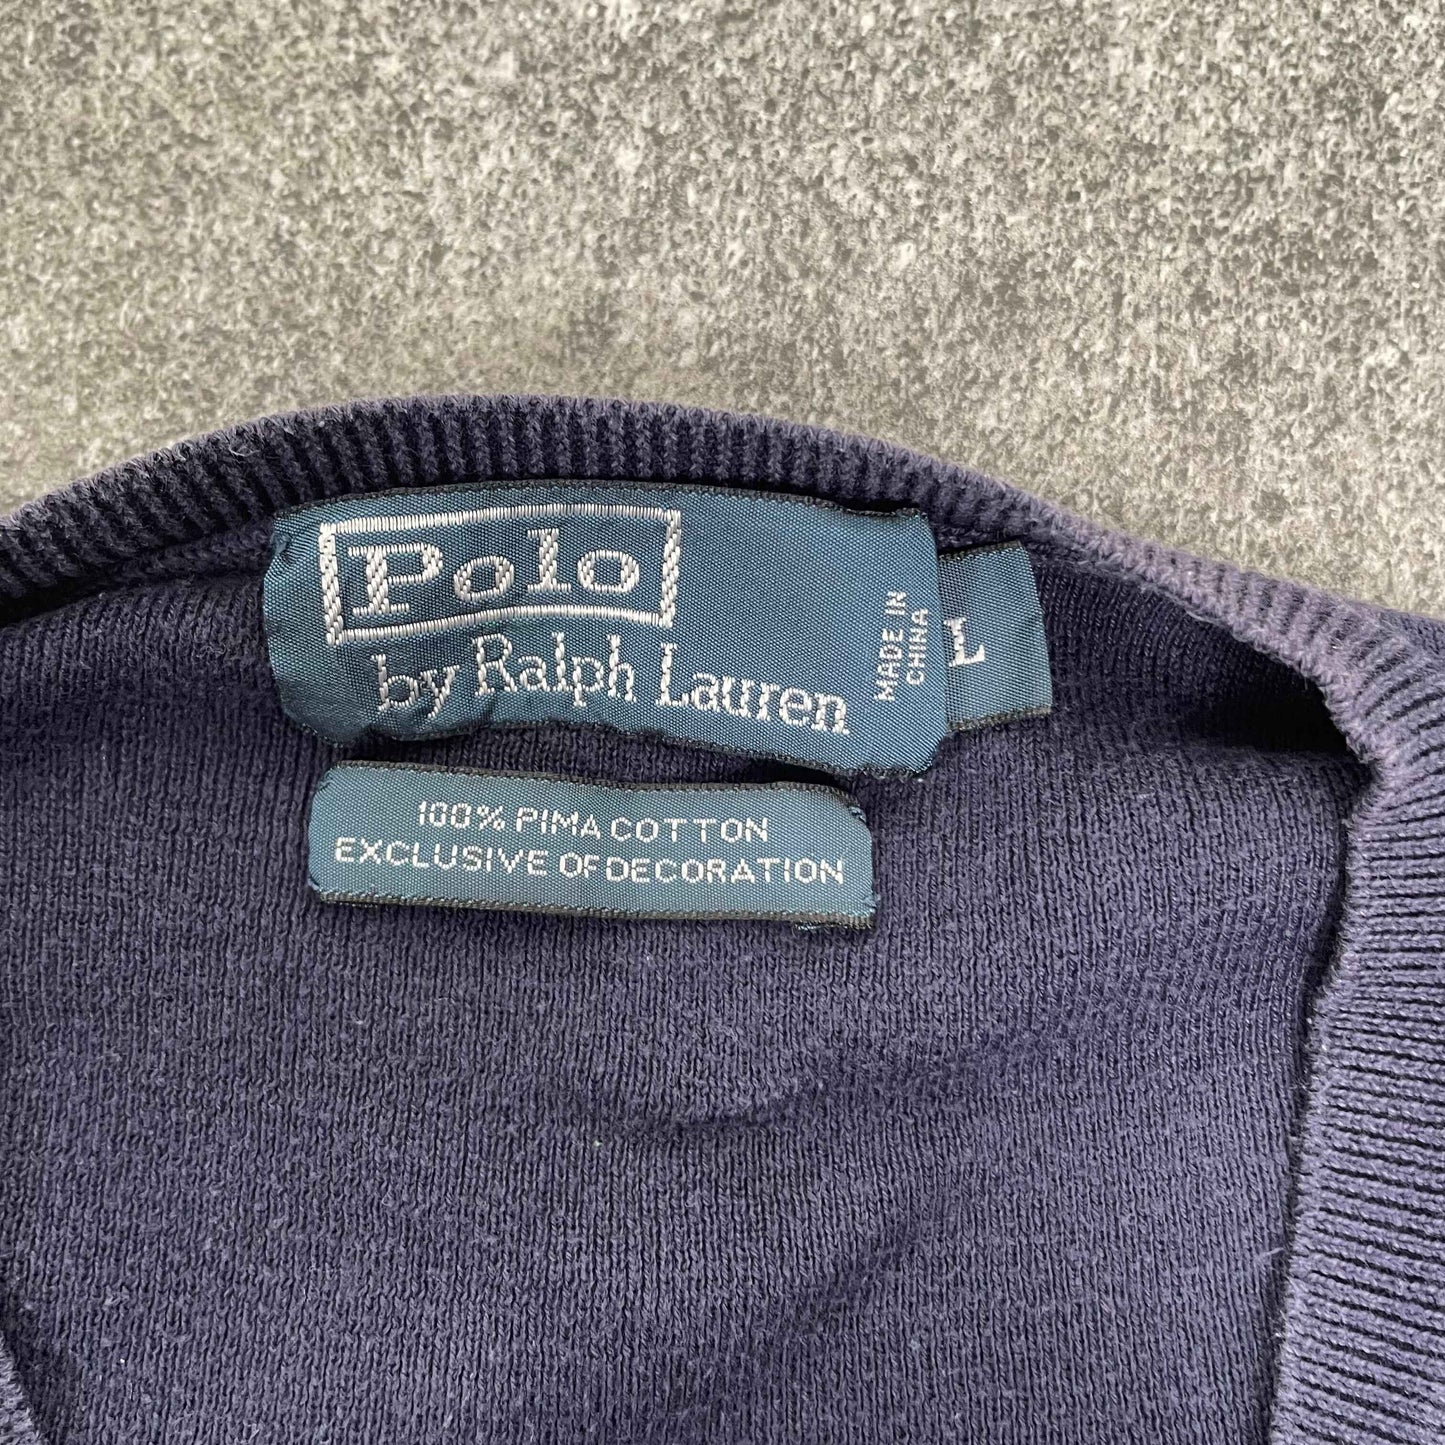 Polo
by Ralph Lauren
MADE IN
CHINA
L
100% PIMA COTTON
EXCLUSIVE OF DECORATION